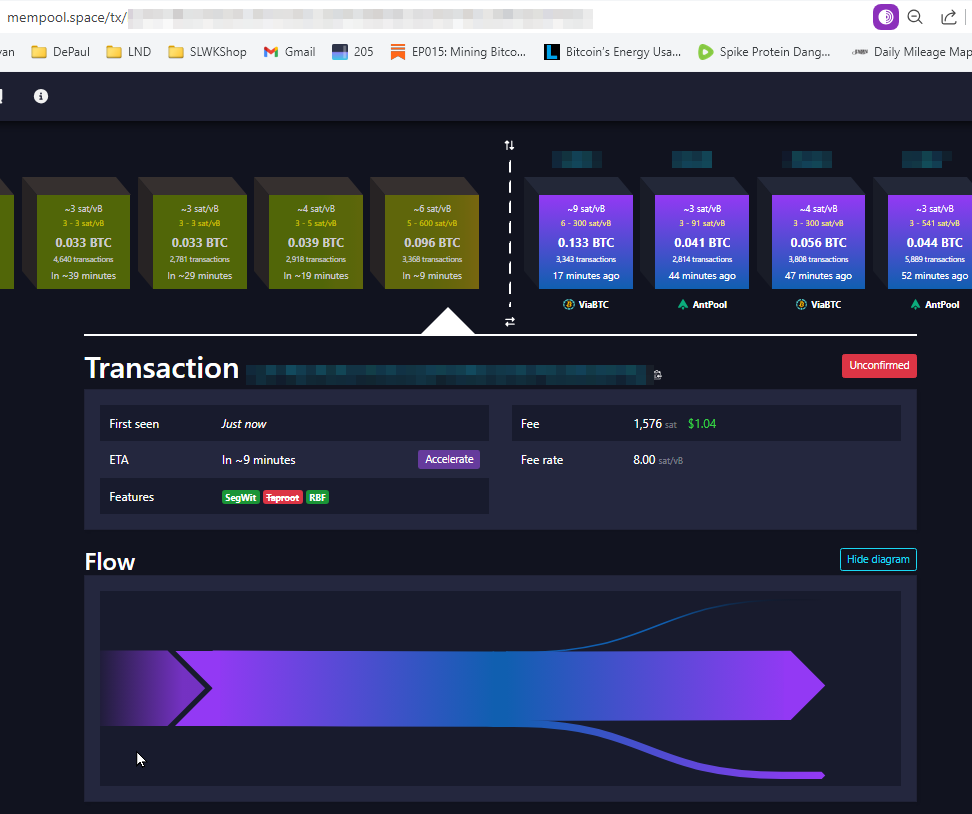 mempool.space/tx/
van DePaul LND SLWKShop Gmail 205 EP015: Mining Bitco... Bitcoin's Energy Usa... Spike Protein Dang... Daily Mileage Map
~3 sat/vB
3 - 3 sat/vB
0.033 BTC
4,640 transactions
In ~39 minutes
~3 sat/vB
3 - 3 sat/vB
0.033 BTC
2,781 transactions
In ~29 minutes
~4 sat/vB
3 - 5 sat/vB
0.039 BTC
2,918 transactions
In ~19 minutes
~6 sat/vB
5 - 600 sat/vB
0.096 BTC
3,368 transactions
In ~9 minutes
~9 sat/vB
6 - 300 sat/vB
0.133 BTC
3,343 transactions
17 minutes ago
ViaBTC
~3 sat/vB
3 - 91 sat/vB
0.041 BTC
2,814 transactions
44 minutes ago
AntPool
~4 sat/vB
3 - 300 sat/vB
0.056 BTC
3,808 transactions
47 minutes ago
ViaBTC
~3 sat/vB
3 - 541 sat/vB
0.044 BTC
5,889 transactions
52 minutes ago
AntPool
Transaction
Unconfirmed
First seen Just now
ETA In ~9 minutes Accelerate
Features SegWit Taproot RBF
Fee 1,576 sat $1.04
Fee rate 8.00 sat/vB
Flow
Hide diagram